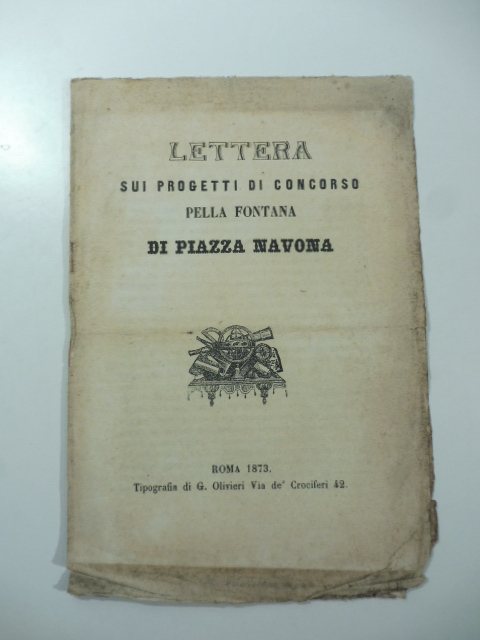 LETTERA
SUI PROGETTI DI CONCORSO
PELLA FONTANA
DI PIAZZA NAVONA
ROMA 1873.
Tipografia di G. Olivieri Via de' Crociferi 42.